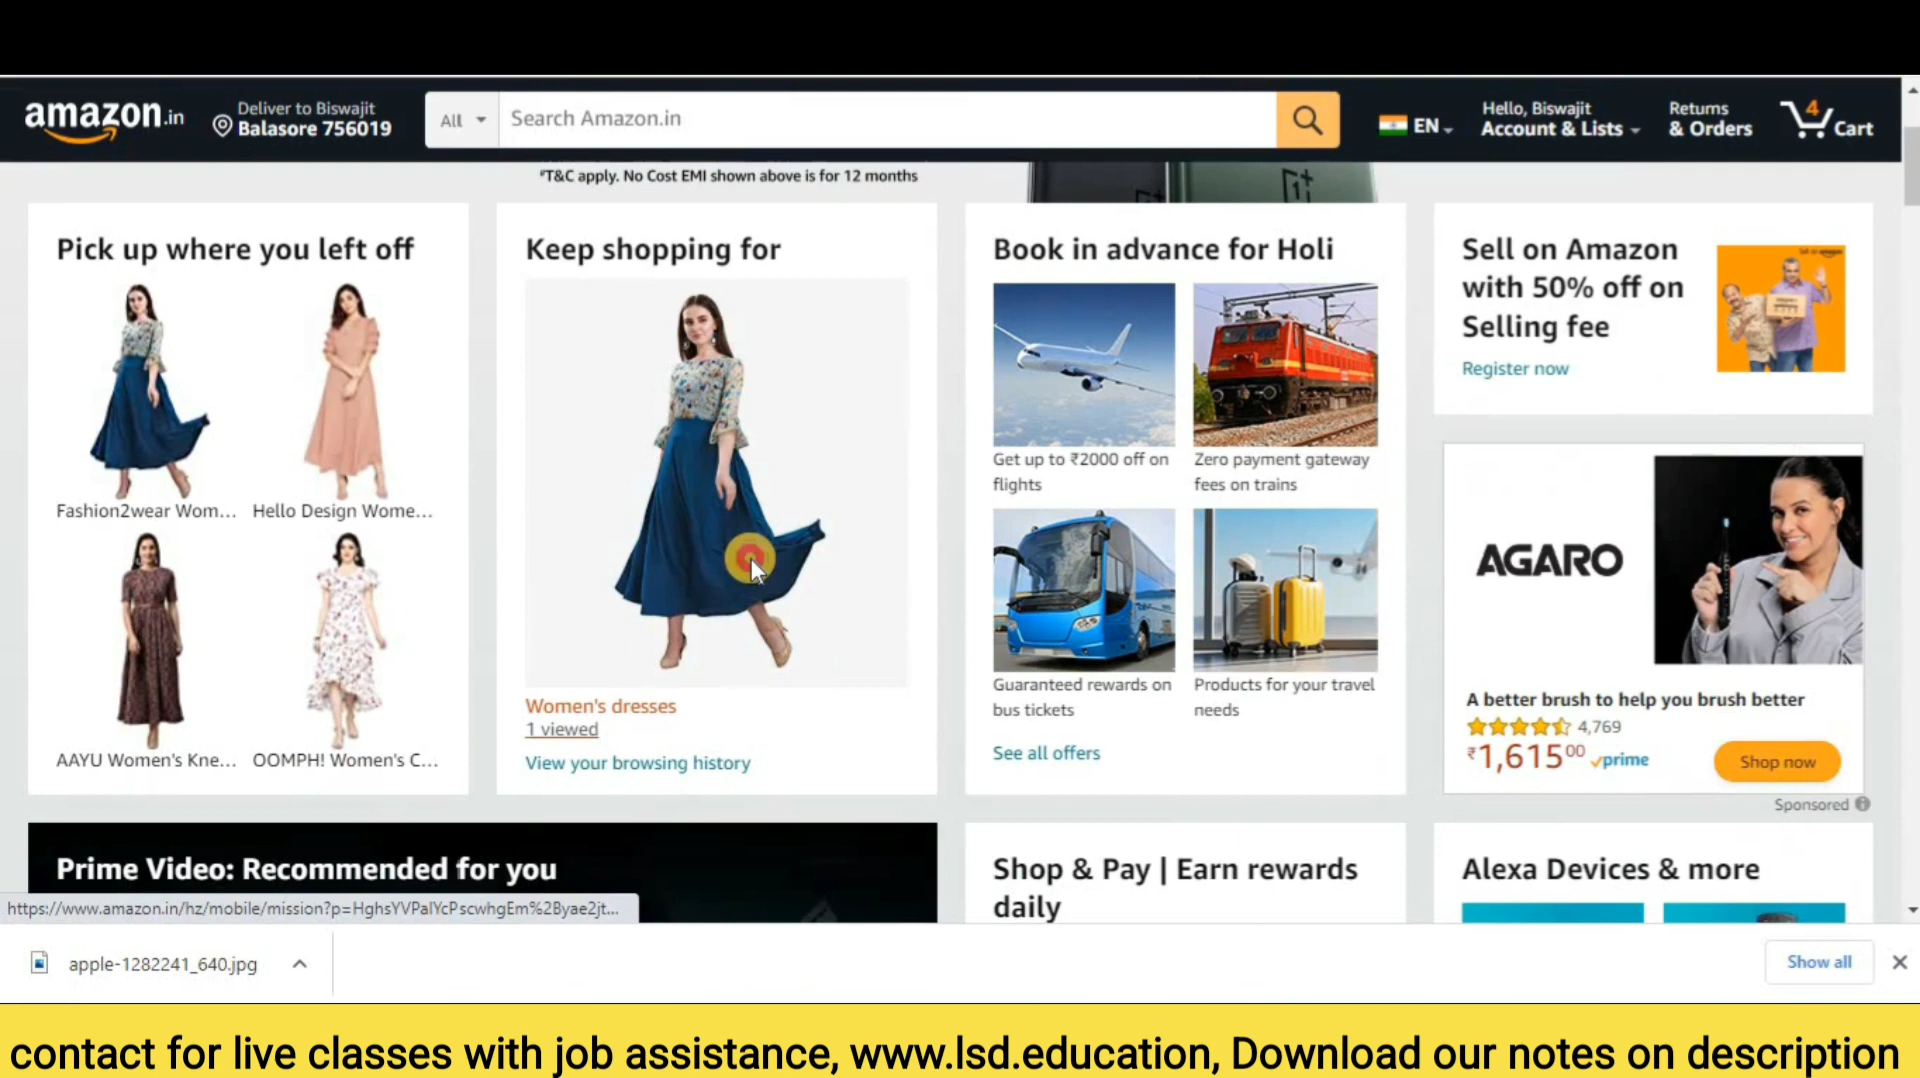 amazon.in
Deliver to Biswajit
Balasore 756019
All
Search Amazon.in
EN
Hello, Biswajit
Account & Lists
Returns
& Orders
4
Cart
*T&C apply. No Cost EMI shown above is for 12 months
Pick up where you left off
Fashion2wear Wom...
Hello Design Wome...
AAYU Women's Kne...
OOMPH! Women's C...
Keep shopping for
Women's dresses
1 viewed
View your browsing history
Book in advance for Holi
Get up to ₹2000 off on
flights
Zero payment gateway
fees on trains
Guaranteed rewards on
bus tickets
Products for your travel
needs
See all offers
Sell on Amazon
with 50% off on
Selling fee
Register now
AGARO
A better brush to help you brush better
4,769
₹1,615⁰⁰ prime
Shop now
Sponsored
Prime Video: Recommended for you
Shop & Pay | Earn rewards
daily
Alexa Devices & more
https://www.amazon.in/hz/mobile/mission?p=HghsYVPalYcPscwhgEm%2Byae2jt...
apple-1282241_640.jpg
Show all
contact for live classes with job assistance, www.lsd.education, Download our notes on description